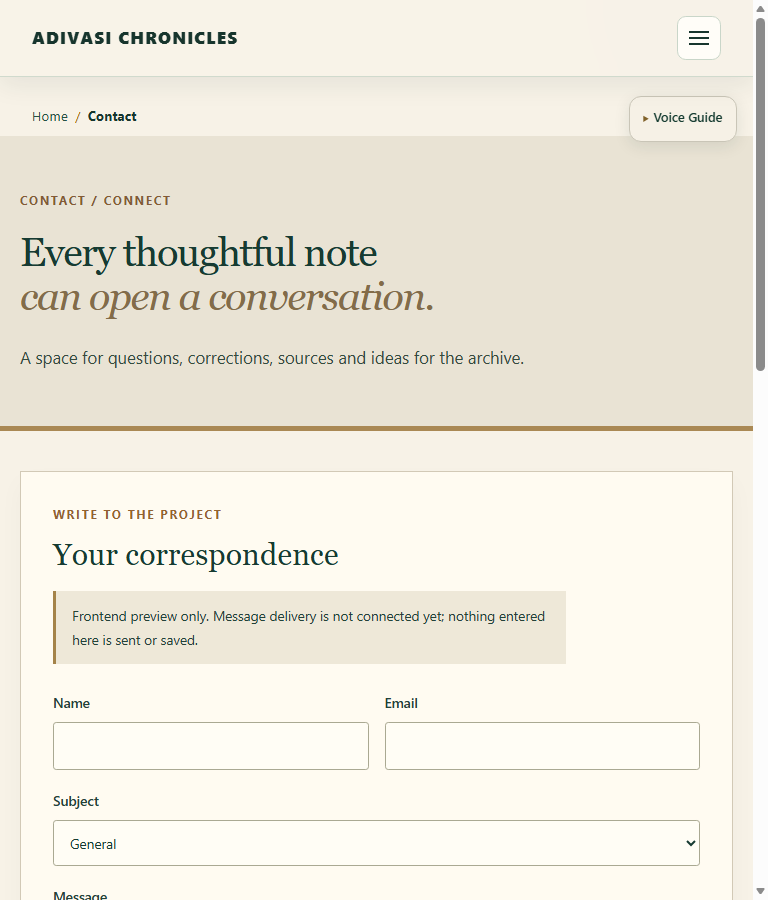 ADIVASI CHRONICLES
Home / Contact
▸ Voice Guide
CONTACT / CONNECT
Every thoughtful note
can open a conversation.
A space for questions, corrections, sources and ideas for the archive.
WRITE TO THE PROJECT
Your correspondence
Frontend preview only. Message delivery is not connected yet; nothing entered
here is sent or saved.
Name Email
Subject
General
Message